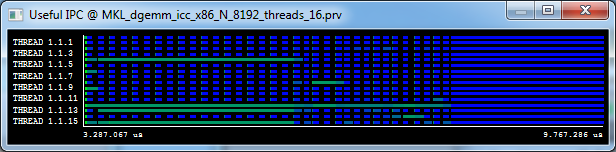 Useful IPC @ MKL_dgemm_icc_x86_N_8192_threads_16.prv
THREAD 1.1.1
THREAD 1.1.3
THREAD 1.1.5
THREAD 1.1.7
THREAD 1.1.9
THREAD 1.1.11
THREAD 1.1.13
THREAD 1.1.15
3.287.067 us
9.767.286 us